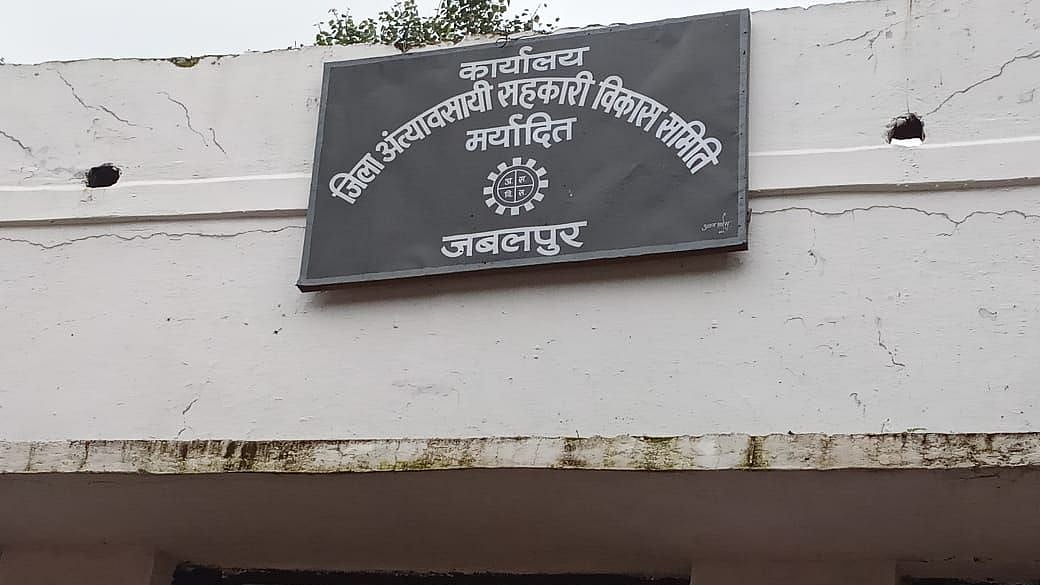 कार्यालय
जिला अंत्यावसायी सहकारी विकास समिति
मर्यादित
अ. स.
वि. स.
जबलपुर